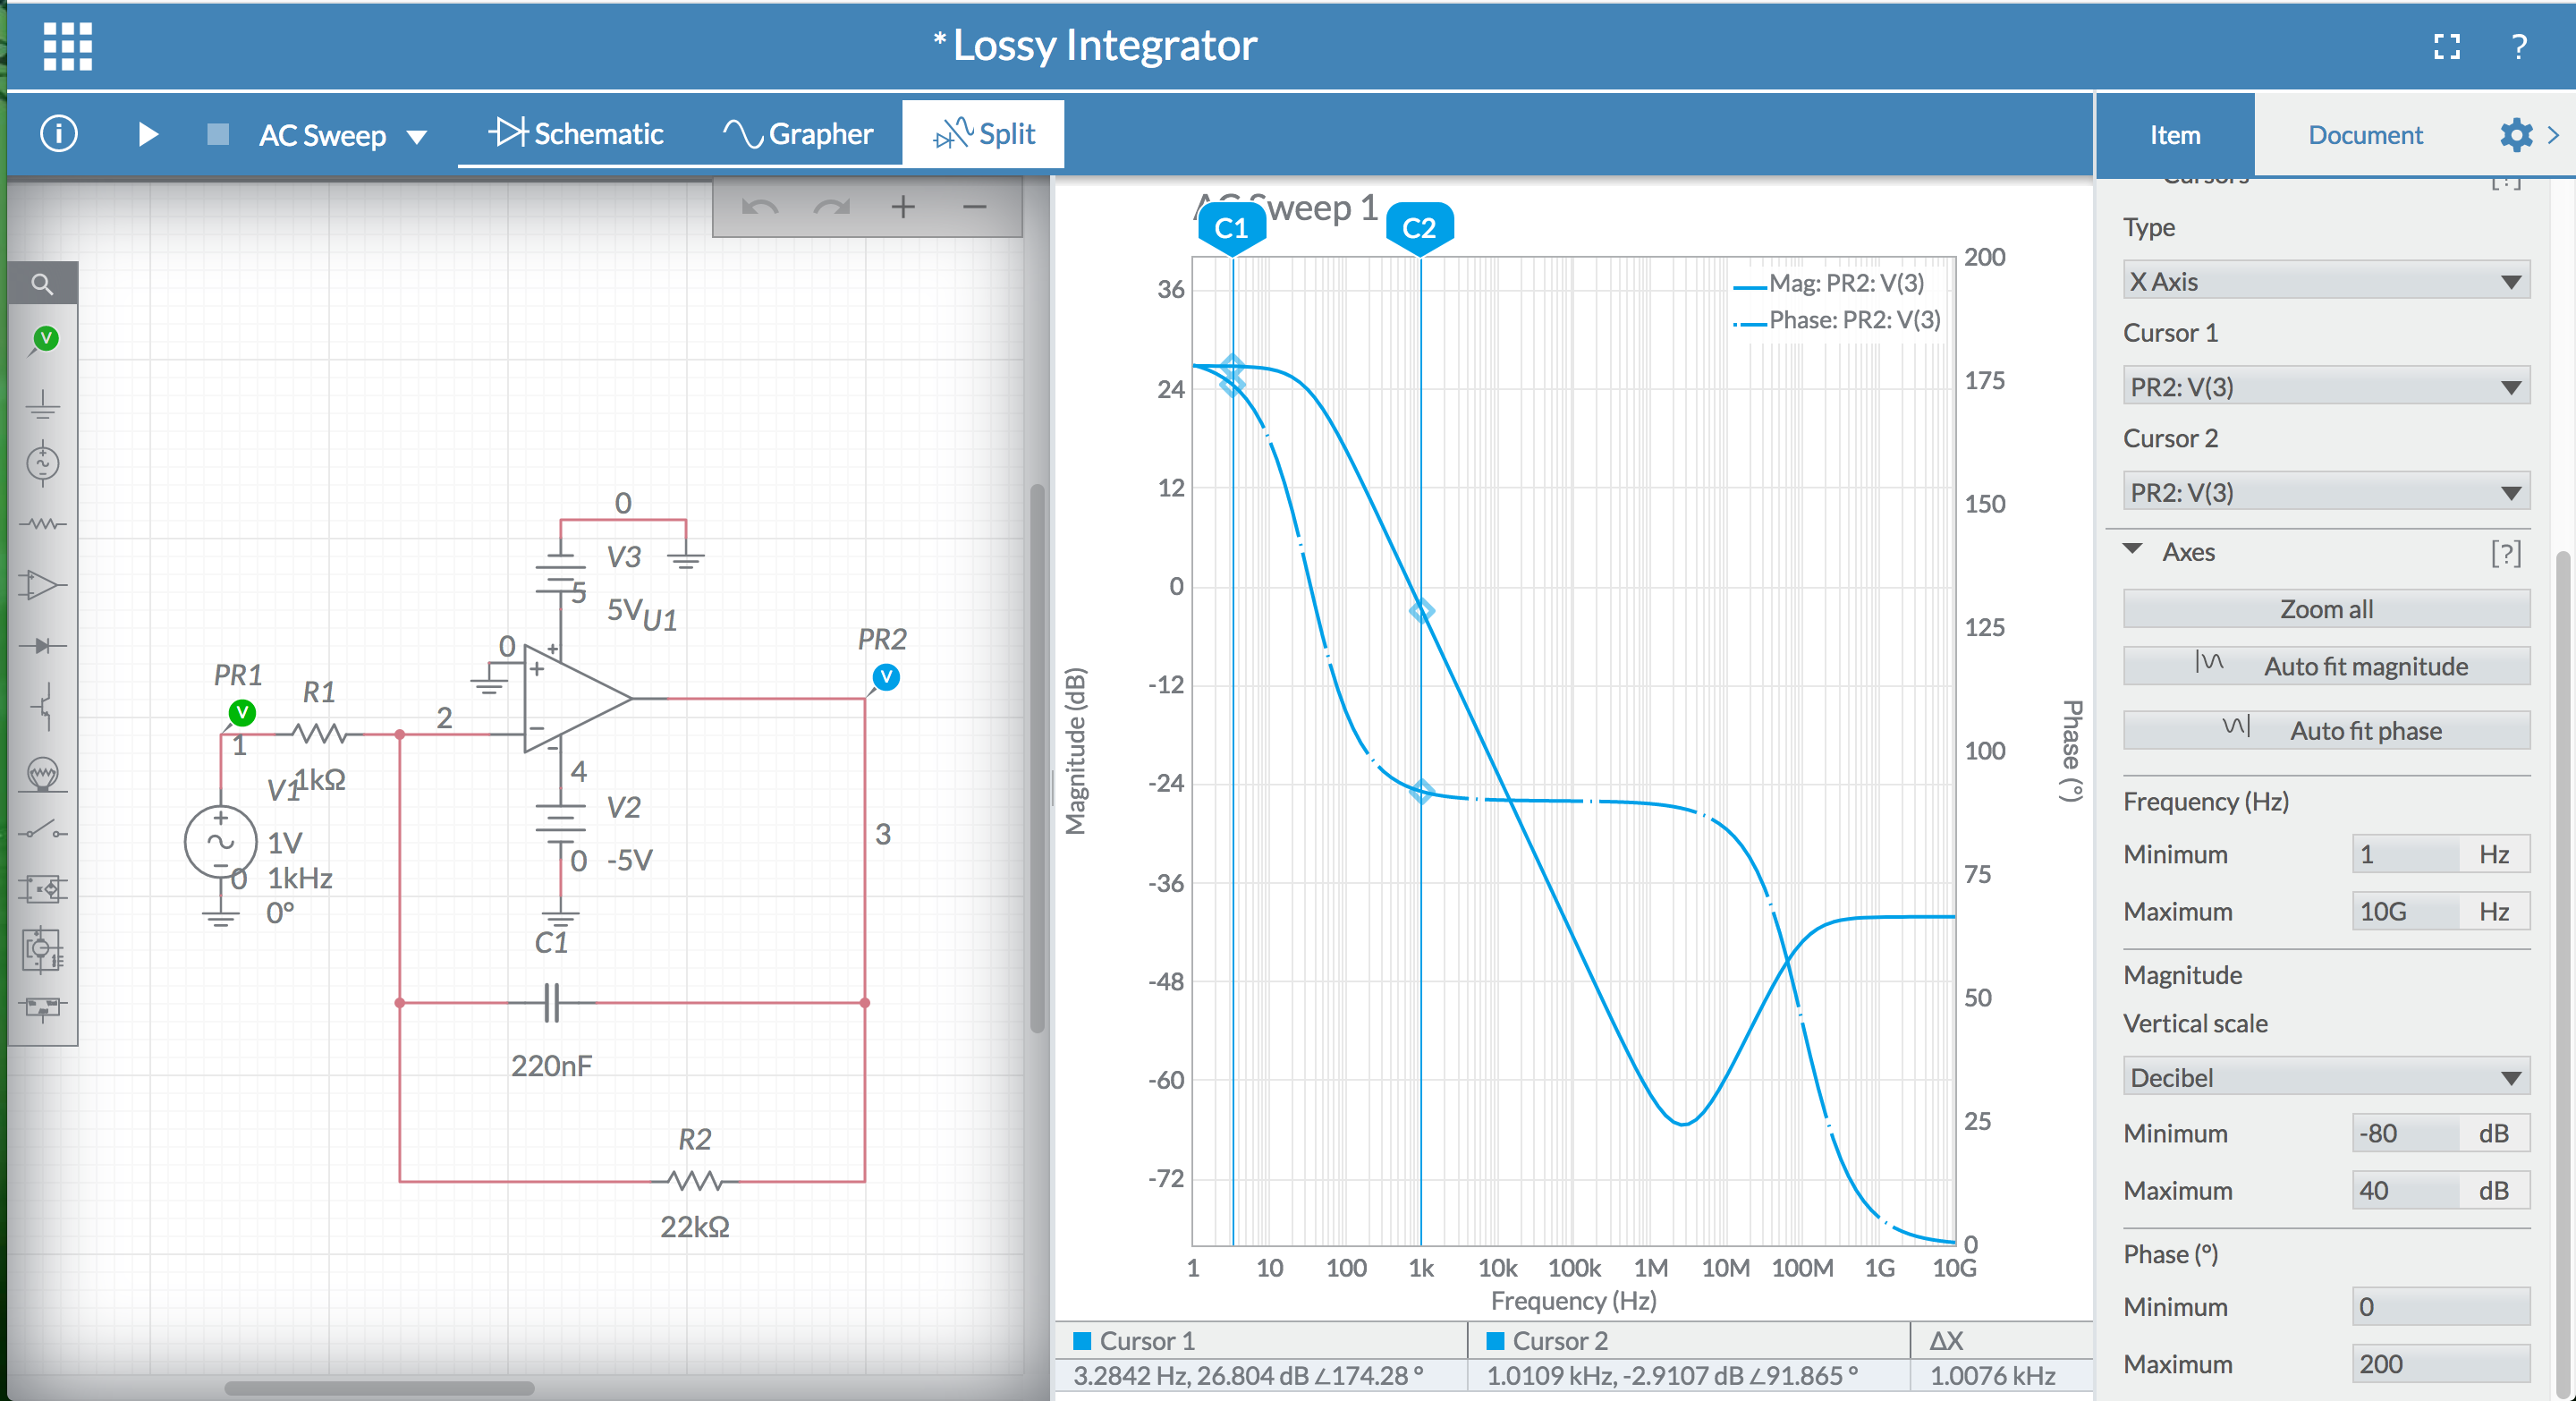 *Lossy Integrator
?
i
AC Sweep
Schematic
Grapher
Split
Item
Document
AC Sweep 1
C1
C2
Mag: PR2: V(3)
Phase: PR2: V(3)
36
24
12
0
-12
-24
-36
-48
-60
-72
Magnitude (dB)
200
175
150
125
100
75
50
25
0
Phase (°)
1
10
100
1k
10k
100k
1M
10M
100M
1G
10G
Frequency (Hz)
Cursor 1
Cursor 2
ΔX
3.2842 Hz, 26.804 dB ∠174.28 °
1.0109 kHz, -2.9107 dB ∠91.865 °
1.0076 kHz
V
0
V3
5
5V
U1
0
PR2
V
PR1
V
R1
2
1
1kΩ
V1
1V
1kHz
0°
0
4
V2
0
-5V
3
C1
220nF
R2
22kΩ
Cursors
[?]
Type
X Axis
Cursor 1
PR2: V(3)
Cursor 2
PR2: V(3)
Axes
[?]
Zoom all
Auto fit magnitude
Auto fit phase
Frequency (Hz)
Minimum
1
Hz
Maximum
10G
Hz
Magnitude
Vertical scale
Decibel
Minimum
-80
dB
Maximum
40
dB
Phase (°)
Minimum
0
Maximum
200